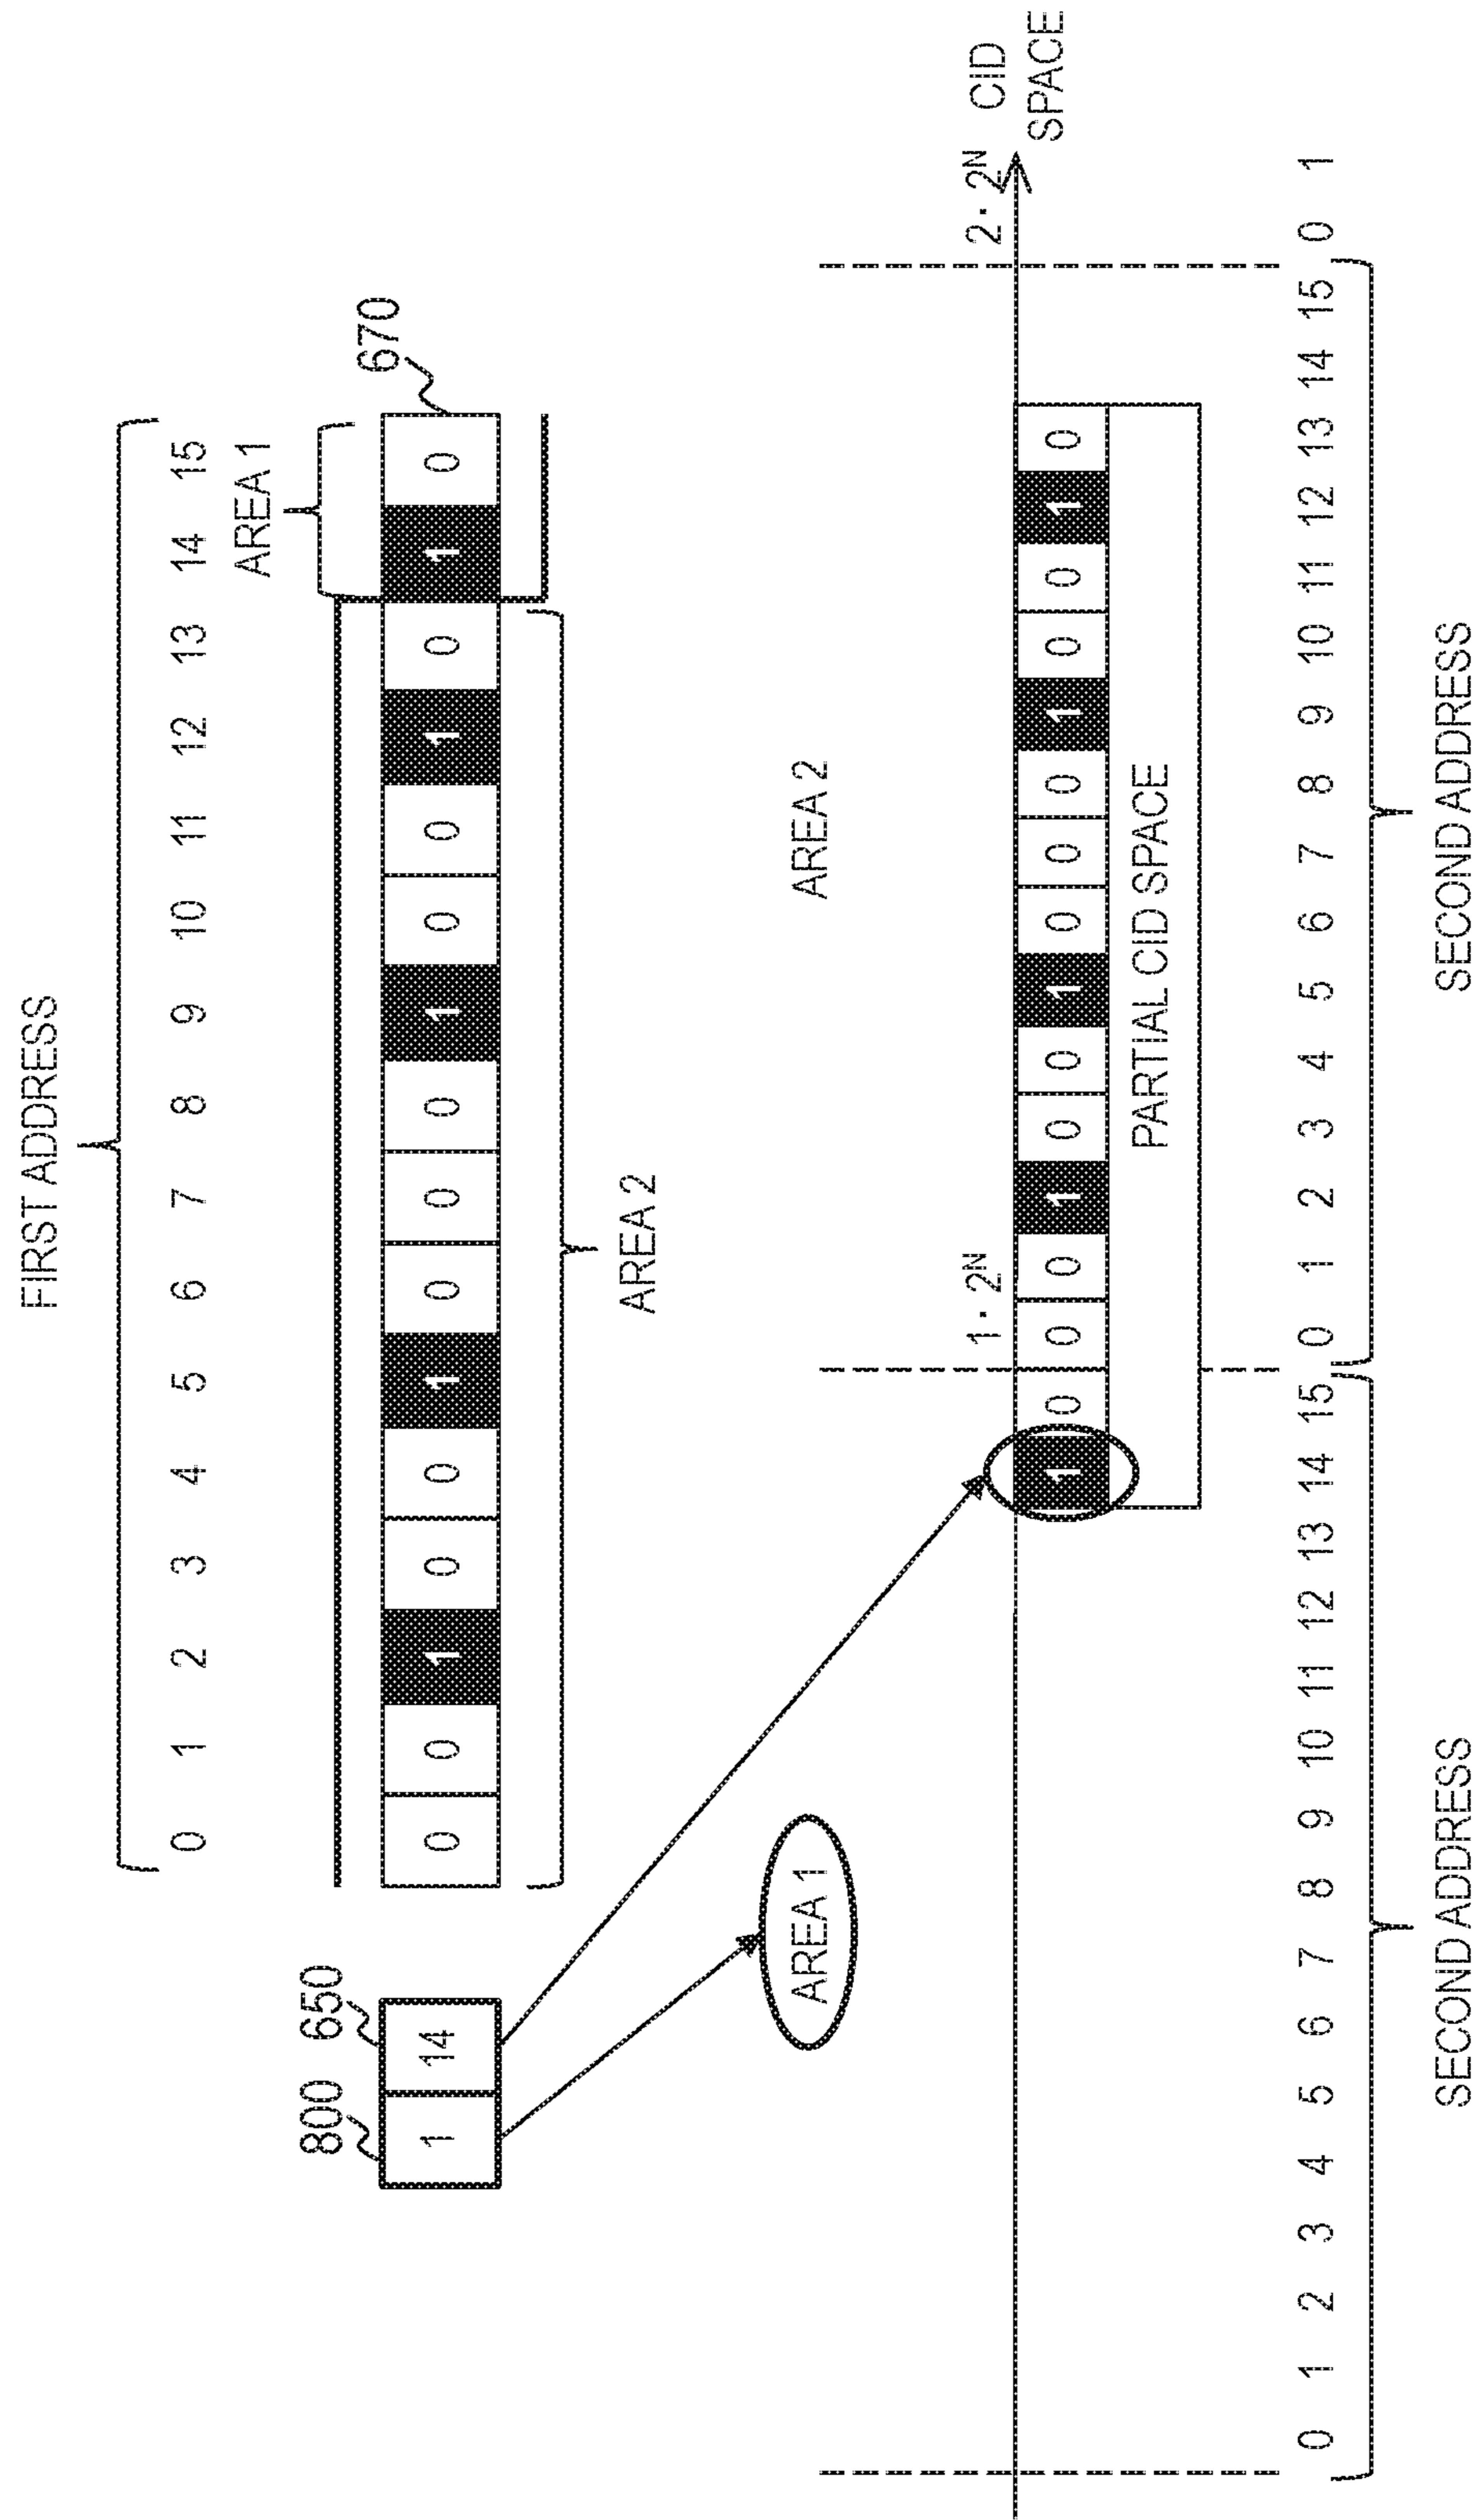 FIRST ADDRESS
0 1 2 3 4 5 6 7 8 9 10 11 12 13 14 15
AREA 1
800 650
670
1 14
0 0 1 0 0 1 0 0 0 1 0 0 1 0 1 0
AREA 2
AREA 1
AREA 2
1·2ᴺ
2·2ᴺ
CID
SPACE
1 0 0 0 1 0 0 1 0 0 0 1 0 0 1 0
PARTIAL CID SPACE
0 1 2 3 4 5 6 7 8 9 10 11 12 13 14 15 0 1 2 3 4 5 6 7 8 9 10 11 12 13 14 15 0 1
SECOND ADDRESS
SECOND ADDRESS